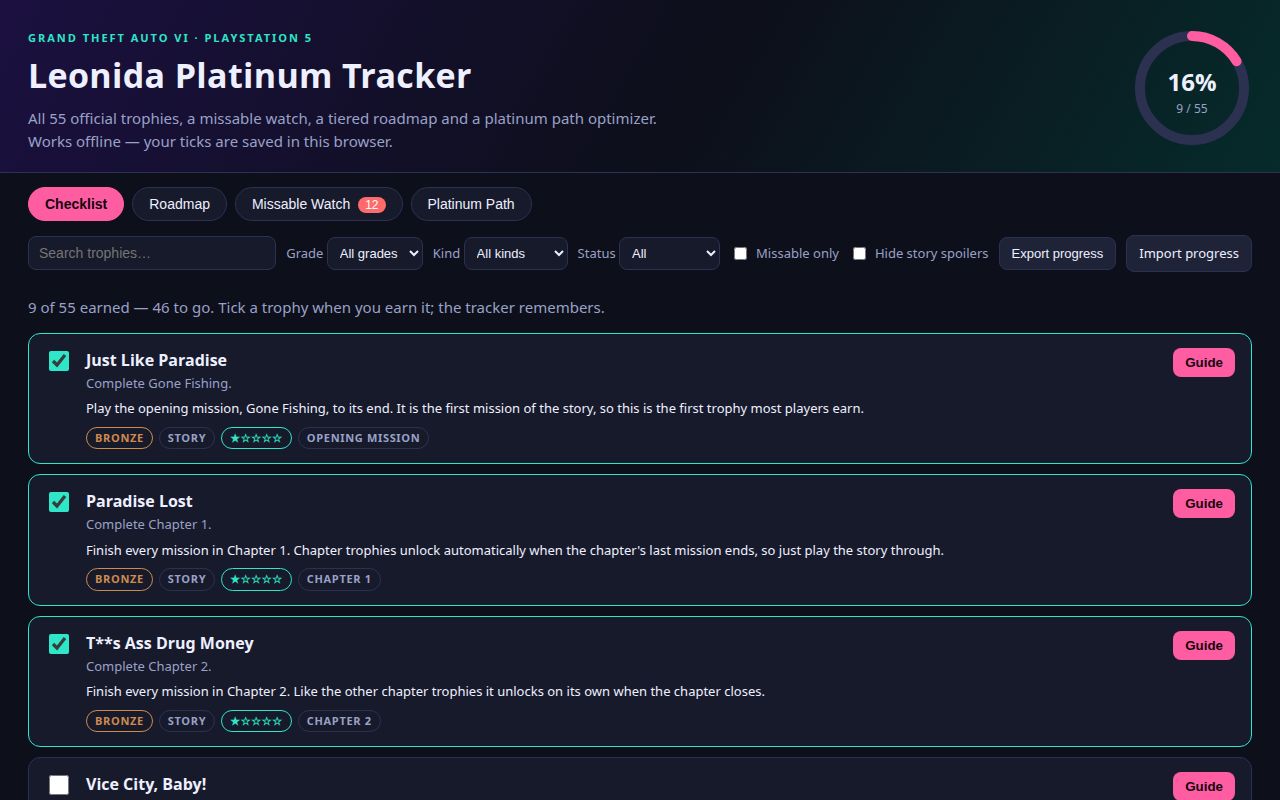 GRAND THEFT AUTO VI · PLAYSTATION 5
Leonida Platinum Tracker
All 55 official trophies, a missable watch, a tiered roadmap and a platinum path optimizer.
Works offline — your ticks are saved in this browser.
16%
9 / 55
Checklist
Roadmap
Missable Watch 12
Platinum Path
Search trophies…
Grade All grades
Kind All kinds
Status All
Missable only
Hide story spoilers
Export progress
Import progress
9 of 55 earned — 46 to go. Tick a trophy when you earn it; the tracker remembers.
Just Like Paradise
Guide
Complete Gone Fishing.
Play the opening mission, Gone Fishing, to its end. It is the first mission of the story, so this is the first trophy most players earn.
BRONZE STORY ★☆☆☆☆ OPENING MISSION
Paradise Lost
Guide
Complete Chapter 1.
Finish every mission in Chapter 1. Chapter trophies unlock automatically when the chapter's last mission ends, so just play the story through.
BRONZE STORY ★☆☆☆☆ CHAPTER 1
T**s Ass Drug Money
Guide
Complete Chapter 2.
Finish every mission in Chapter 2. Like the other chapter trophies it unlocks on its own when the chapter closes.
BRONZE STORY ★☆☆☆☆ CHAPTER 2
Vice City, Baby!
Guide